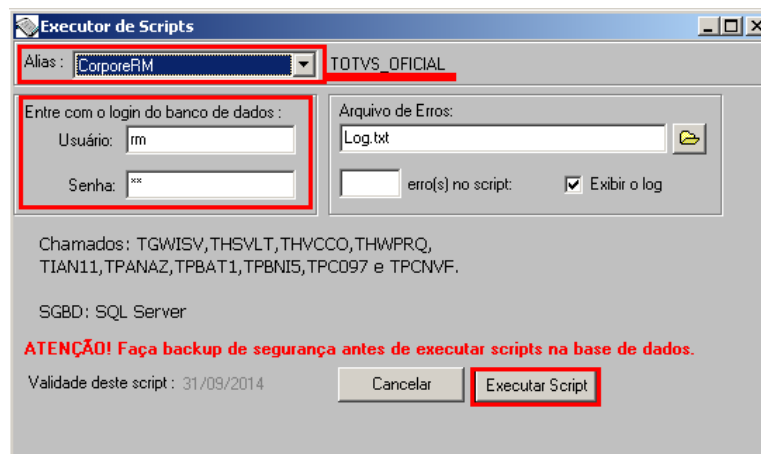 Executor de Scripts
Alias : CorporeRM TOTVS_OFICIAL
Entre com o login do banco de dados :
Usuário: rm
Senha: **
Arquivo de Erros:
Log.txt
erro(s) no script: Exibir o log
Chamados: TGWISV,THSVLT,THVCCO,THWPRQ,
TIAN11,TPANAZ,TPBAT1,TPBNI5,TPC097 e TPCNVF.
SGBD: SQL Server
ATENÇÃO! Faça backup de segurança antes de executar scripts na base de dados.
Validade deste script : 31/09/2014 Cancelar Executar Script